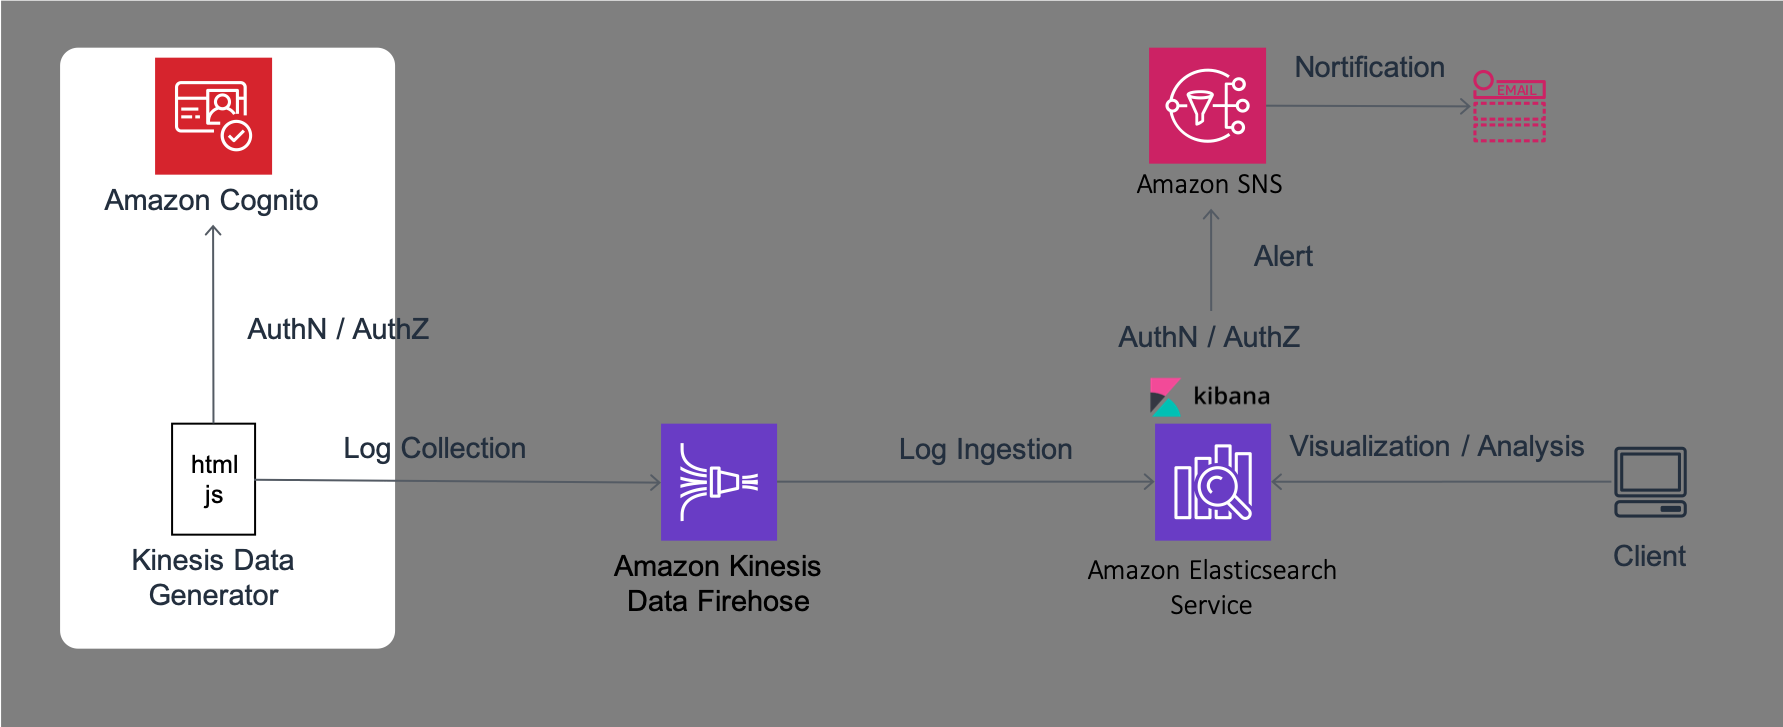 Amazon Cognito
AuthN / AuthZ
html
js
Kinesis Data
Generator
Log Collection
Amazon Kinesis
Data Firehose
Log Ingestion
Nortification
EMAIL
Amazon SNS
Alert
AuthN / AuthZ
kibana
Visualization / Analysis
Amazon Elasticsearch
Service
Client